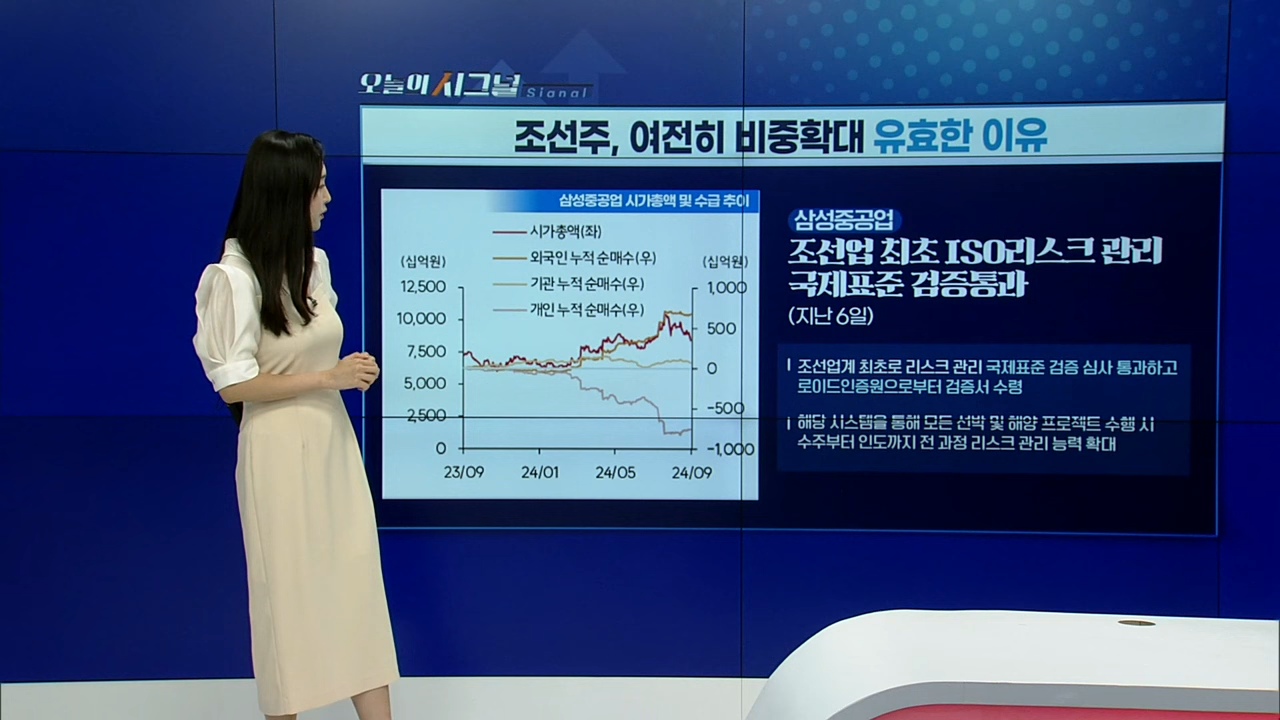 오늘의 시그널
Signal
조선주, 여전히 비중확대 유효한 이유
삼성중공업 시가총액 및 수급 추이
시가총액(좌)
외국인 누적 순매수(우)
기관 누적 순매수(우)
개인 누적 순매수(우)
(십억원)
(십억원)
12,500
10,000
7,500
5,000
2,500
0
1,000
500
0
-500
-1,000
23/09 24/01 24/05 24/09
삼성중공업
조선업 최초 ISO리스크 관리
국제표준 검증통과
(지난 6일)
조선업계 최초로 리스크 관리 국제표준 검증 심사 통과하고
로이드인증원으로부터 검증서 수령
해당 시스템을 통해 모든 선박 및 해양 프로젝트 수행 시
수주부터 인도까지 전 과정 리스크 관리 능력 확대